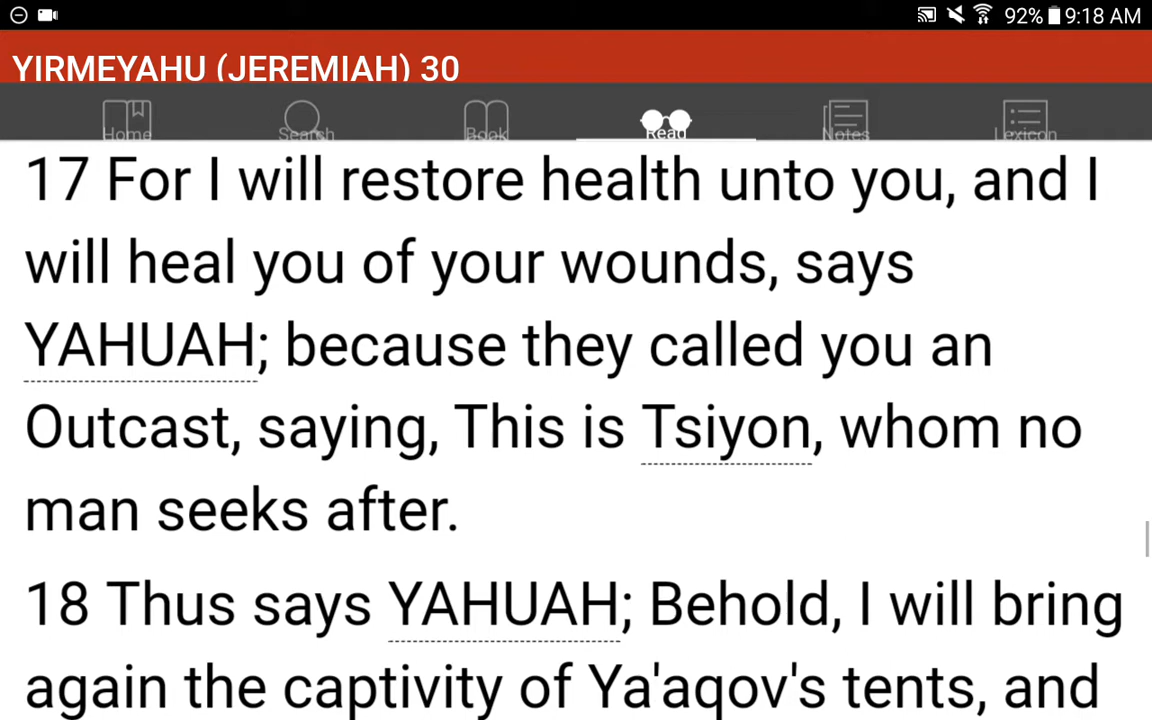 92% 9:18 AM
YIRMEYAHU (JEREMIAH) 30
Home Search Book Read Notes Lexicon
17 For I will restore health unto you, and I
will heal you of your wounds, says
YAHUAH; because they called you an
Outcast, saying, This is Tsiyon, whom no
man seeks after.
18 Thus says YAHUAH; Behold, I will bring
again the captivity of Ya'aqov's tents, and